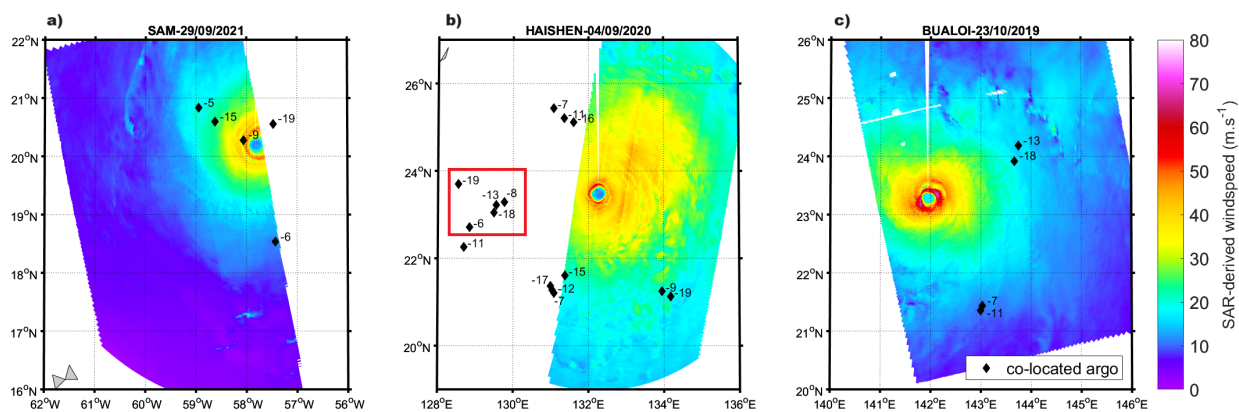 a)
SAM-29/09/2021
22°N
21°N
20°N
19°N
18°N
17°N
16°N
62°W
61°W
60°W
59°W
58°W
57°W
56°W
-5
-15
-19
-9
-6
b)
HAISHEN-04/09/2020
26°N
24°N
22°N
20°N
128°E
130°E
132°E
134°E
136°E
-7
-11
-16
-19
-8
-13
-18
-6
-11
-15
-17
-12
-7
-9
-19
c)
BUALOI-23/10/2019
26°N
25°N
24°N
23°N
22°N
21°N
20°N
140°E
141°E
142°E
143°E
144°E
145°E
146°E
-13
-18
-7
-11
co-located argo
80
70
60
50
40
30
20
10
0
SAR-derived windspeed (m.s⁻¹)